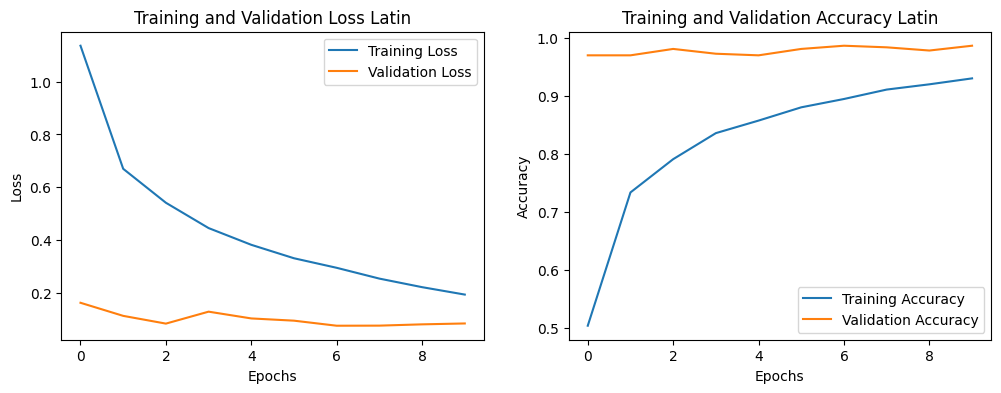 Training and Validation Loss Latin
Training Loss
Validation Loss
1.0
0.8
0.6
0.4
0.2
Loss
0 2 4 6 8
Epochs
Training and Validation Accuracy Latin
1.0
0.9
0.8
0.7
0.6
0.5
Accuracy
Training Accuracy
Validation Accuracy
0 2 4 6 8
Epochs